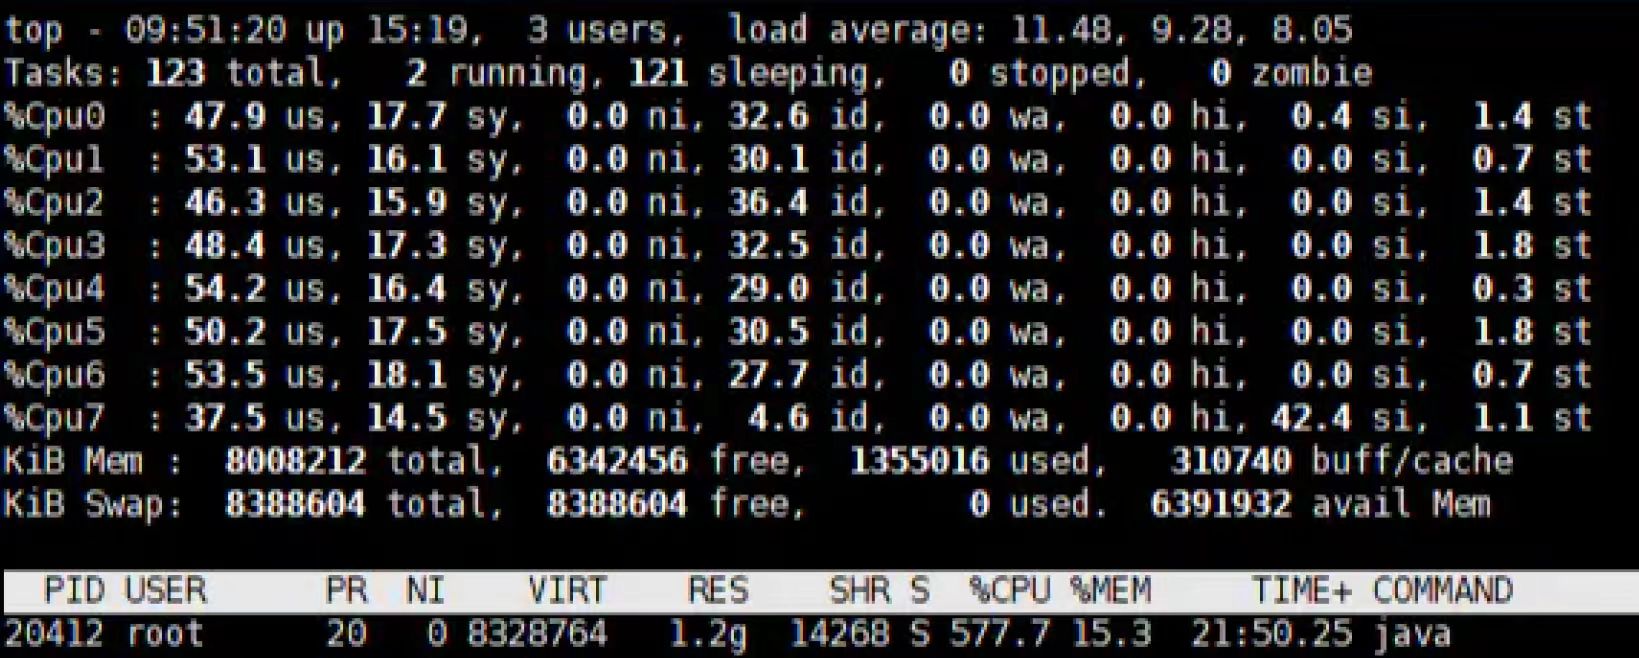 top - 09:51:20 up 15:19,  3 users,  load average: 11.48, 9.28, 8.05
Tasks: 123 total,   2 running, 121 sleeping,   0 stopped,   0 zombie
%Cpu0  : 47.9 us, 17.7 sy,  0.0 ni, 32.6 id,  0.0 wa,  0.0 hi,  0.4 si,  1.4 st
%Cpu1  : 53.1 us, 16.1 sy,  0.0 ni, 30.1 id,  0.0 wa,  0.0 hi,  0.0 si,  0.7 st
%Cpu2  : 46.3 us, 15.9 sy,  0.0 ni, 36.4 id,  0.0 wa,  0.0 hi,  0.0 si,  1.4 st
%Cpu3  : 48.4 us, 17.3 sy,  0.0 ni, 32.5 id,  0.0 wa,  0.0 hi,  0.0 si,  1.8 st
%Cpu4  : 54.2 us, 16.4 sy,  0.0 ni, 29.0 id,  0.0 wa,  0.0 hi,  0.0 si,  0.3 st
%Cpu5  : 50.2 us, 17.5 sy,  0.0 ni, 30.5 id,  0.0 wa,  0.0 hi,  0.0 si,  1.8 st
%Cpu6  : 53.5 us, 18.1 sy,  0.0 ni, 27.7 id,  0.0 wa,  0.0 hi,  0.0 si,  0.7 st
%Cpu7  : 37.5 us, 14.5 sy,  0.0 ni,  4.6 id,  0.0 wa,  0.0 hi, 42.4 si,  1.1 st
KiB Mem :  8008212 total,  6342456 free,  1355016 used,   310740 buff/cache
KiB Swap:  8388604 total,  8388604 free,        0 used.  6391932 avail Mem
  PID USER      PR  NI    VIRT    RES    SHR S  %CPU %MEM     TIME+ COMMAND
20412 root      20   0 8328764   1.2g  14268 S 577.7 15.3  21:50.25 java